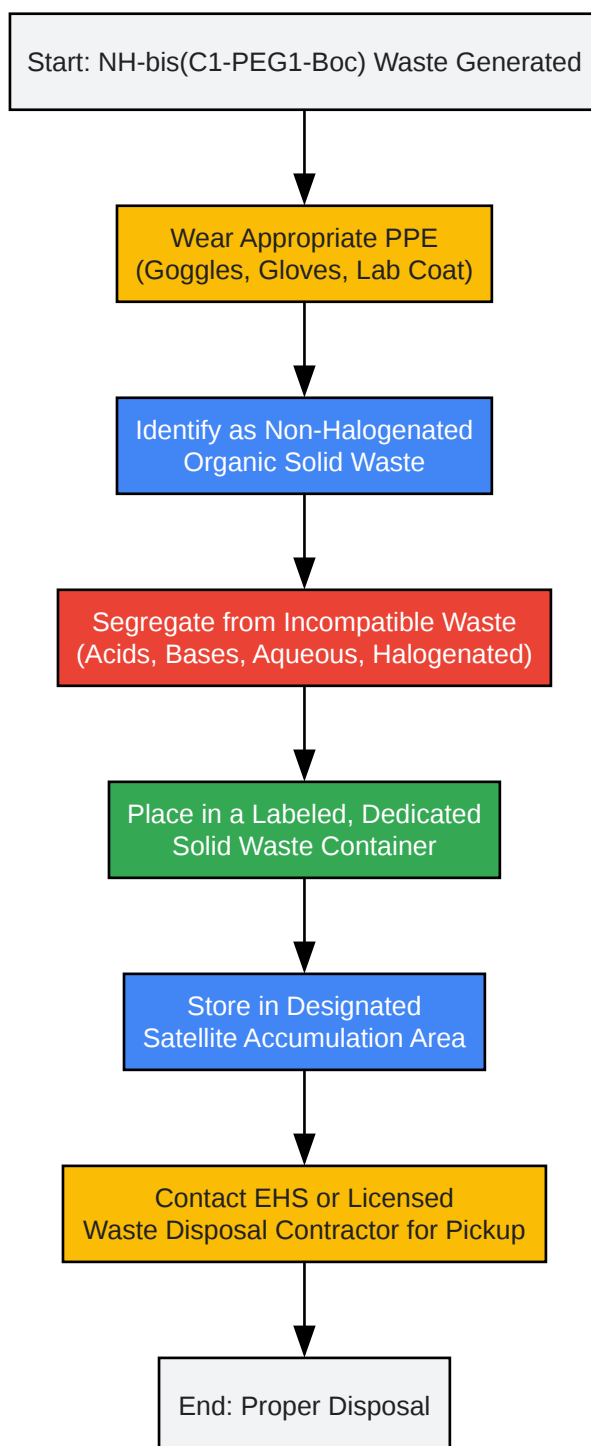 Start: NH-bis(C1-PEG1-Boc) Waste Generated
Wear Appropriate PPE
(Goggles, Gloves, Lab Coat)
Identify as Non-Halogenated
Organic Solid Waste
Segregate from Incompatible Waste
(Acids, Bases, Aqueous, Halogenated)
Place in a Labeled, Dedicated
Solid Waste Container
Store in Designated
Satellite Accumulation Area
Contact EHS or Licensed
Waste Disposal Contractor for Pickup
End: Proper Disposal